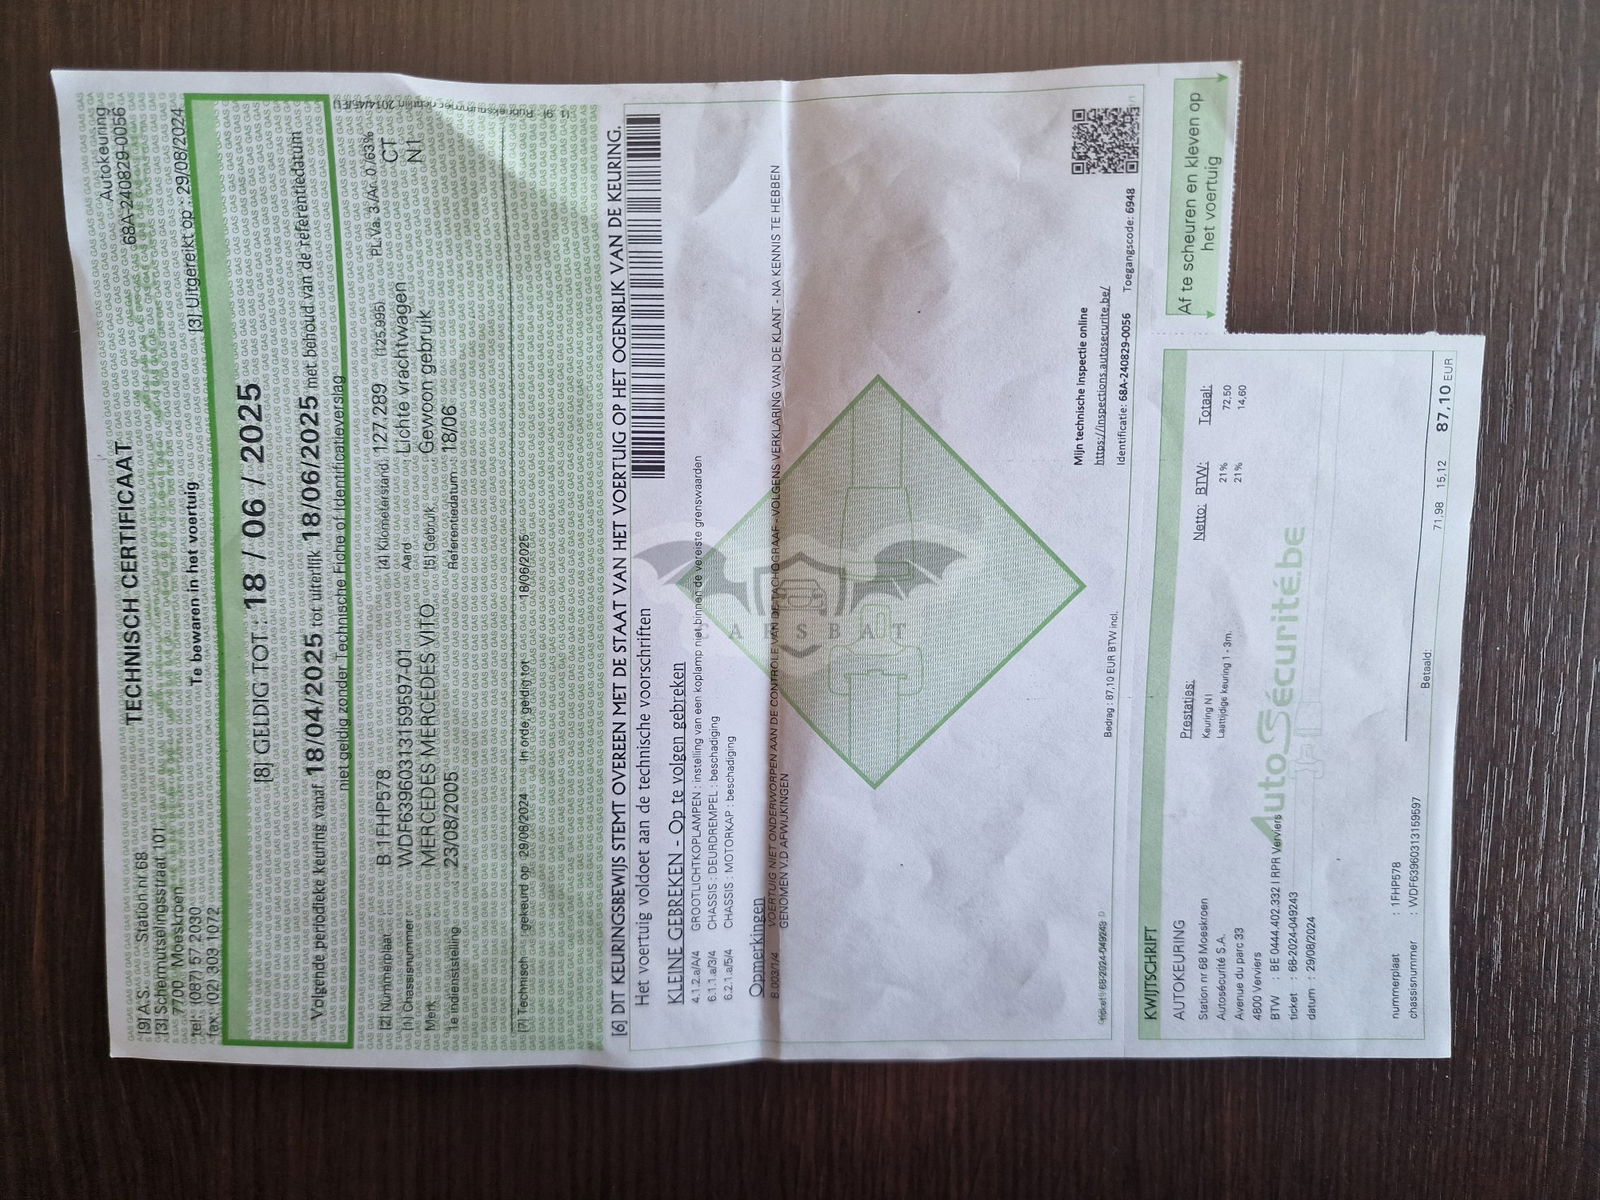 [9] A.S. Station nr 68
[3] Schermutselingsstraat 101
7700 Moeskroen
tel: (087) 57 2030
fax: (02) 303 1072
TECHNISCH CERTIFICAAT
Te bewaren in het voertuig
Autokeuring
68A-240829-0056
[3] Uitgereikt op : 29/08/2024
[8] GELDIG TOT : 18 / 06 / 2025
Volgende periodieke keuring vanaf 18/04/2025 tot uiterlijk 18/06/2025 met behoud van de referentiedatum
niet geldig zonder Technische Fiche of Identificatieverslag
[2] Nummerplaat B 1FHP578 [4] Kilometerstand: 127.289 (125.995) P.L.Va. 3./Ar. 0./63%
[1] Chassisnummer WDF63960313159597-01 Aard Lichte vrachtwagen CT
Merk MERCEDES MERCEDES VITO [5] Gebruik Gewoon gebruik N1
1e Indienststelling 23/08/2005 Referentiedatum: 18/06
[7] Technisch gekeurd op 29/08/2024 In orde, geldig tot 18/06/2025
[6] DIT KEURINGSBEWIJS STEMT OVEREEN MET DE STAAT VAN HET VOERTUIG OP HET OGENBLIK VAN DE KEURING.
Het voertuig voldoet aan de technische voorschriften
KLEINE GEBREKEN - Op te volgen gebreken
4.1.2.a/A/4 GROOTLICHTKOPLAMPEN : instelling van een koplamp niet binnen de vereiste grenswaarden
6.1.1.a/3/4 CHASSIS : DEURDREMPEL : beschadiging
6.2.1.a/5/4 CHASSIS : MOTORKAP : beschadiging
Opmerkingen
B.003/1/4 VOERTUIG NIET ONDERWORPEN AAN DE CONTROLE VAN DE TACHOGRAAF - VOLGENS VERKLARING VAN DE KLANT - NA KENNIS TE HEBBEN
GENOMEN V.D AFWIJKINGEN
CARSBAT
Mijn technische inspectie online
https://inspections.autosecurite.be/
Identificatie: 68A-240829-0056 Toegangscode: 6948
ticket : 68-2024-049243 Bedrag : 87,10 EUR BTW incl.
1/1
Af te scheuren en kleven op
het voertuig
KWIJTSCHRIFT
AUTOKEURING
Station nr 68 Moeskroen
Autosécurité S.A.
Avenue du parc 33
4800 Verviers
BTW : BE 0444.402.332 | RPR Verviers
ticket : 68-2024-049243
datum : 29/08/2024
Prestaties: Netto: BTW: Totaal:
Keuring N1 21% 72,50
Laattijdige keuring 1 - 3m. 21% 14,60
AutoSécurité.be
nummerplaat : 1FHP578
chassisnummer : WDF63960313159597
Betaald: 71,98 15,12 87,10 EUR